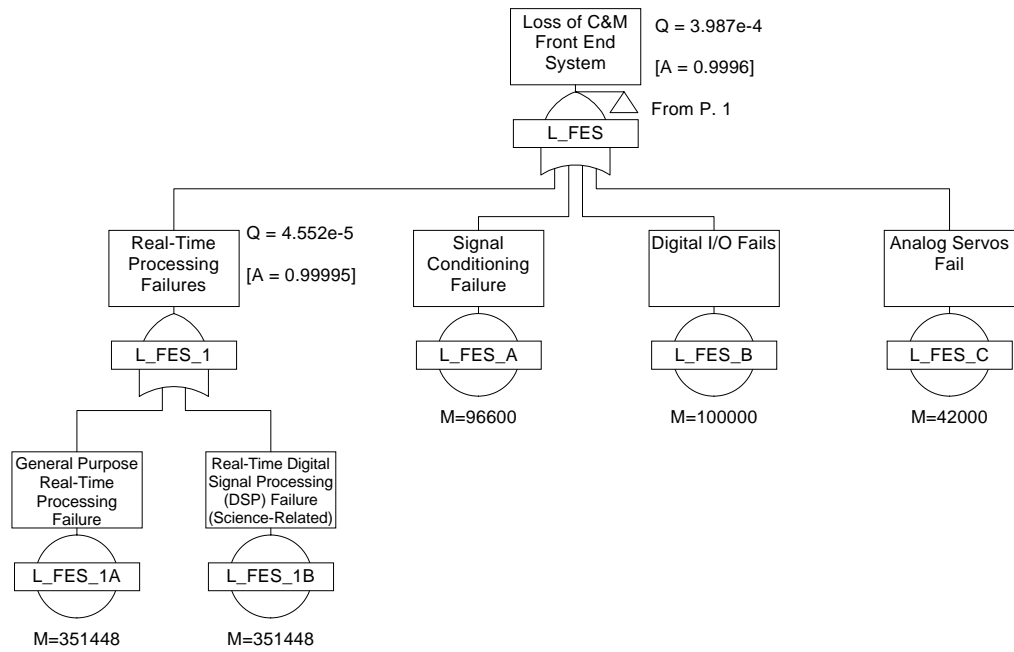 Loss of C&M
Front End
System
Q = 3.987e-4
[A = 0.9996]
From P. 1
L_FES
Real-Time
Processing
Failures
Q = 4.552e-5
[A = 0.99995]
L_FES_1
Signal
Conditioning
Failure
L_FES_A
M=96600
Digital I/O Fails
L_FES_B
M=100000
Analog Servos
Fail
L_FES_C
M=42000
General Purpose
Real-Time
Processing
Failure
L_FES_1A
M=351448
Real-Time Digital
Signal Processing
(DSP) Failure
(Science-Related)
L_FES_1B
M=351448